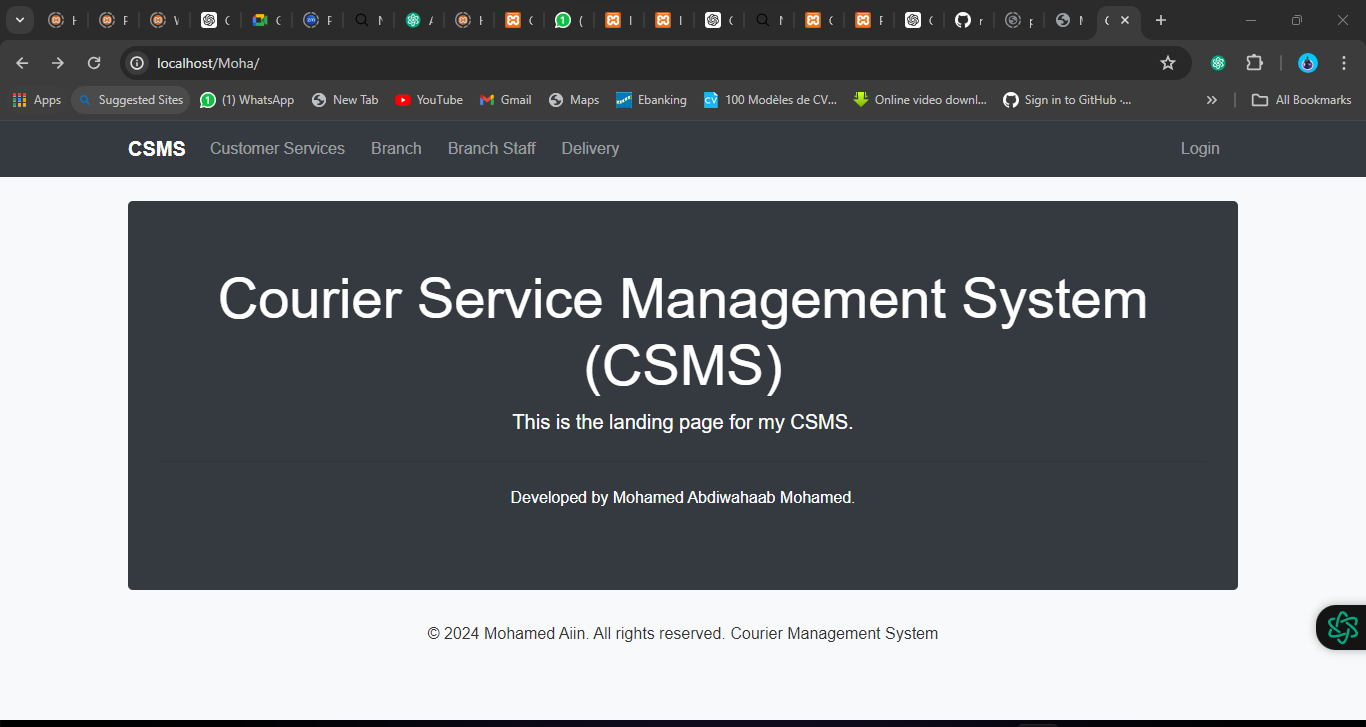 localhost/Moha/
Apps Suggested Sites (1) WhatsApp New Tab YouTube Gmail Maps Ebanking 100 Modèles de CV... Online video downl... Sign in to GitHub ·... » All Bookmarks
CSMS Customer Services Branch Branch Staff Delivery Login
Courier Service Management System
(CSMS)
This is the landing page for my CSMS.
Developed by Mohamed Abdiwahaab Mohamed.
© 2024 Mohamed Aiin. All rights reserved. Courier Management System